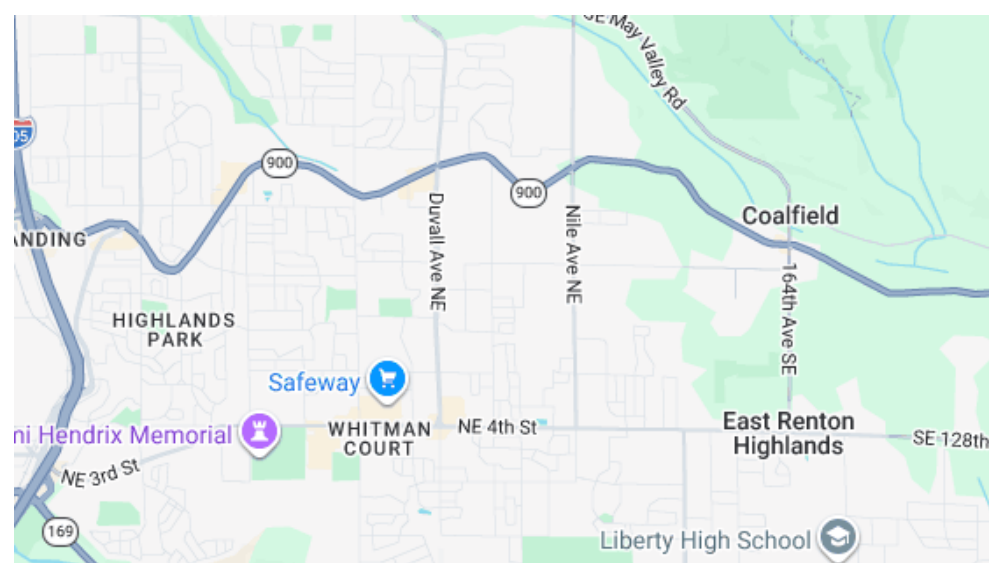 SE May Valley Rd
05
900
900
Coalfield
ANDING
Duvall Ave NE
Nile Ave NE
164th Ave SE
HIGHLANDS
PARK
Safeway
mi Hendrix Memorial
WHITMAN
COURT
NE 4th St
East Renton
Highlands
SE 128th
NE 3rd St
169
Liberty High School